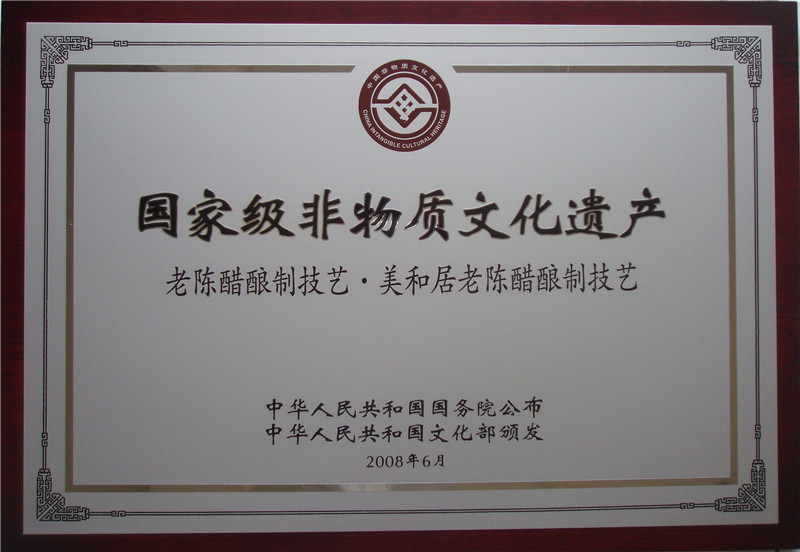 中国非物质文化遗产
CHINA INTANGIBLE CULTURAL HERITAGE
国家级非物质文化遗产
老陈醋酿制技艺·美和居老陈醋酿制技艺
中华人民共和国国务院公布
中华人民共和国文化部颁发
2008年6月